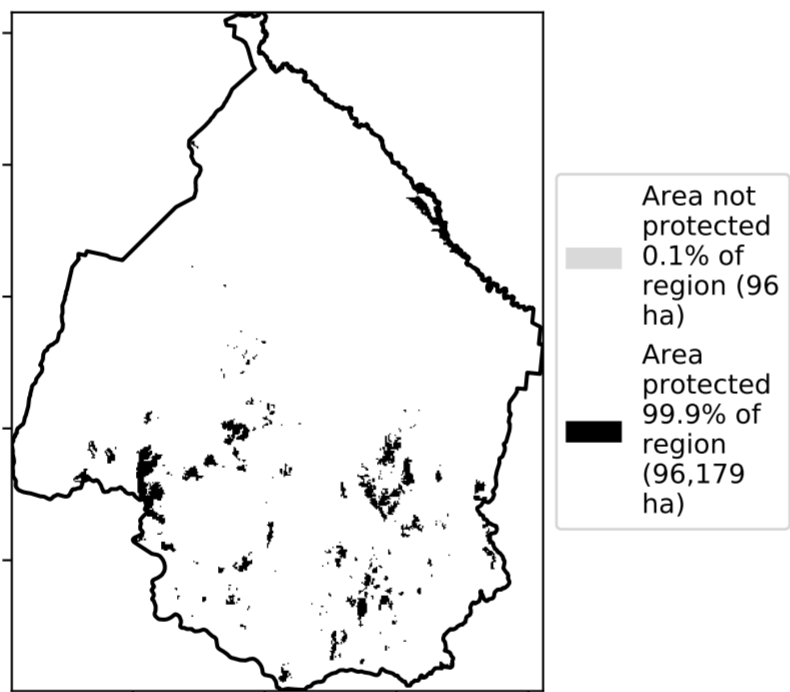 Area not
protected
0.1% of
region (96
ha)
Area
protected
99.9% of
region
(96,179
ha)